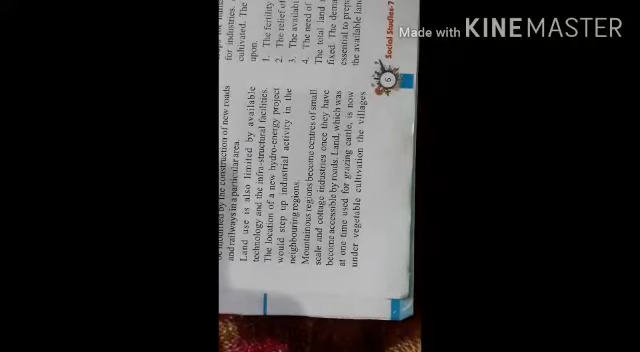 be modified by the construction of new roads
and railways in a particular area.
Land use is also limited by available
technology and the infra-structural facilities.
The location of a new hydro-energy project
would step up industrial activity in the
neighbouring regions.
Mountainous regions become centres of small
scale and cottage industries once they have
become accessible by roads. Land, which was
at one time used for grazing cattle, is now
under vegetable cultivation the villages
6
for industries.
cultivated. The
upon.
1. The fertility
2. The relief of
3. The availabi
4. The need of
The total land
fixed. The dema
essential to prepa
the available land
Social Studies-7
Made with KINEMASTER